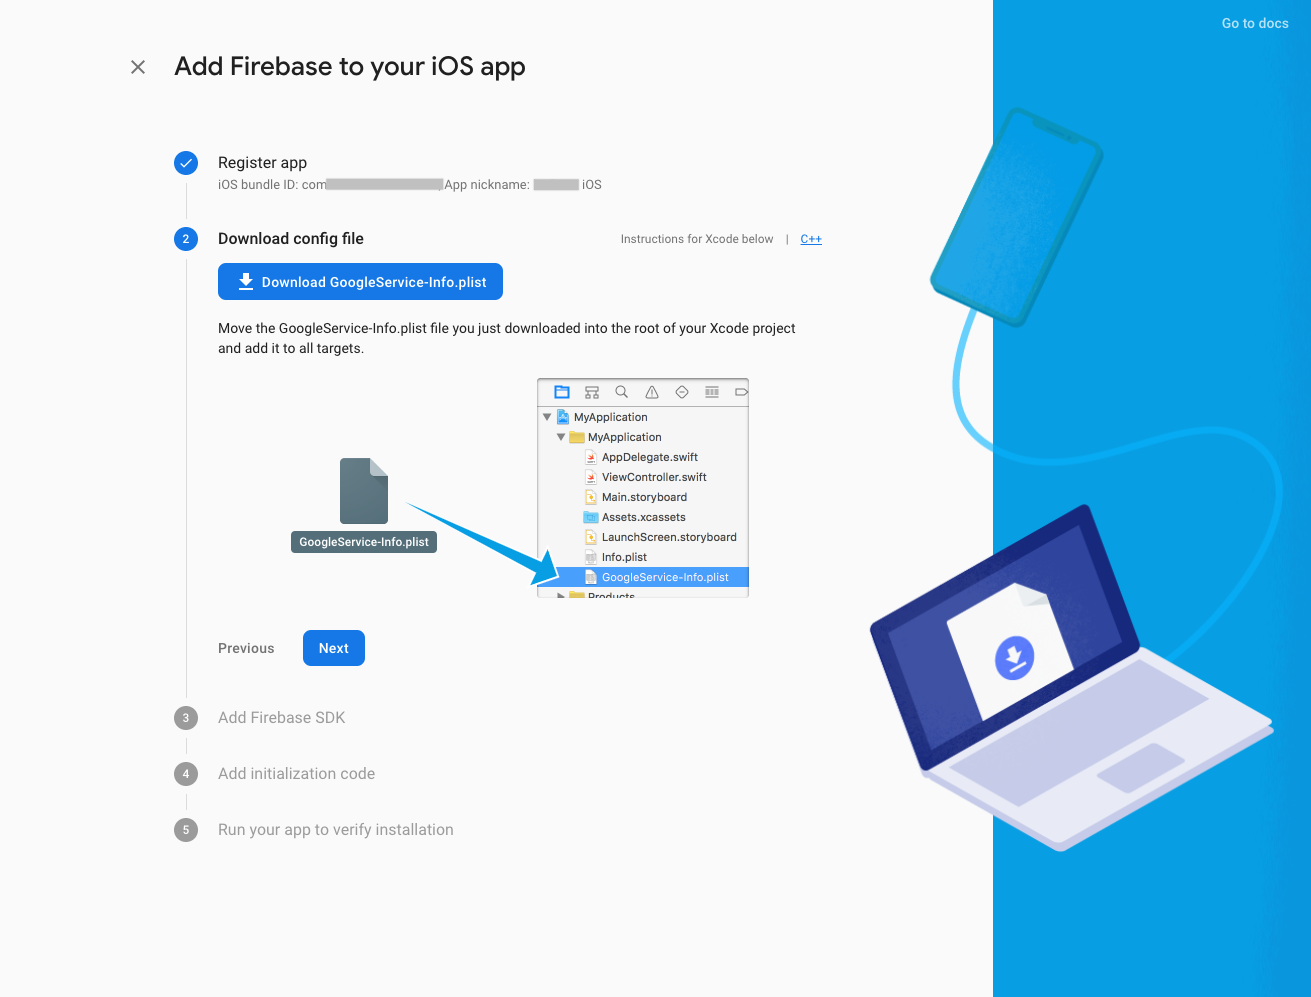 Go to docs
Add Firebase to your iOS app
Register app
iOS bundle ID: com App nickname: iOS
2 Download config file
Instructions for Xcode below | C++
Download GoogleService-Info.plist
Move the GoogleService-Info.plist file you just downloaded into the root of your Xcode project
and add it to all targets.
MyApplication
MyApplication
AppDelegate.swift
ViewController.swift
Main.storyboard
Assets.xcassets
LaunchScreen.storyboard
Info.plist
GoogleService-Info.plist
Products
GoogleService-Info.plist
Previous Next
3 Add Firebase SDK
4 Add initialization code
5 Run your app to verify installation